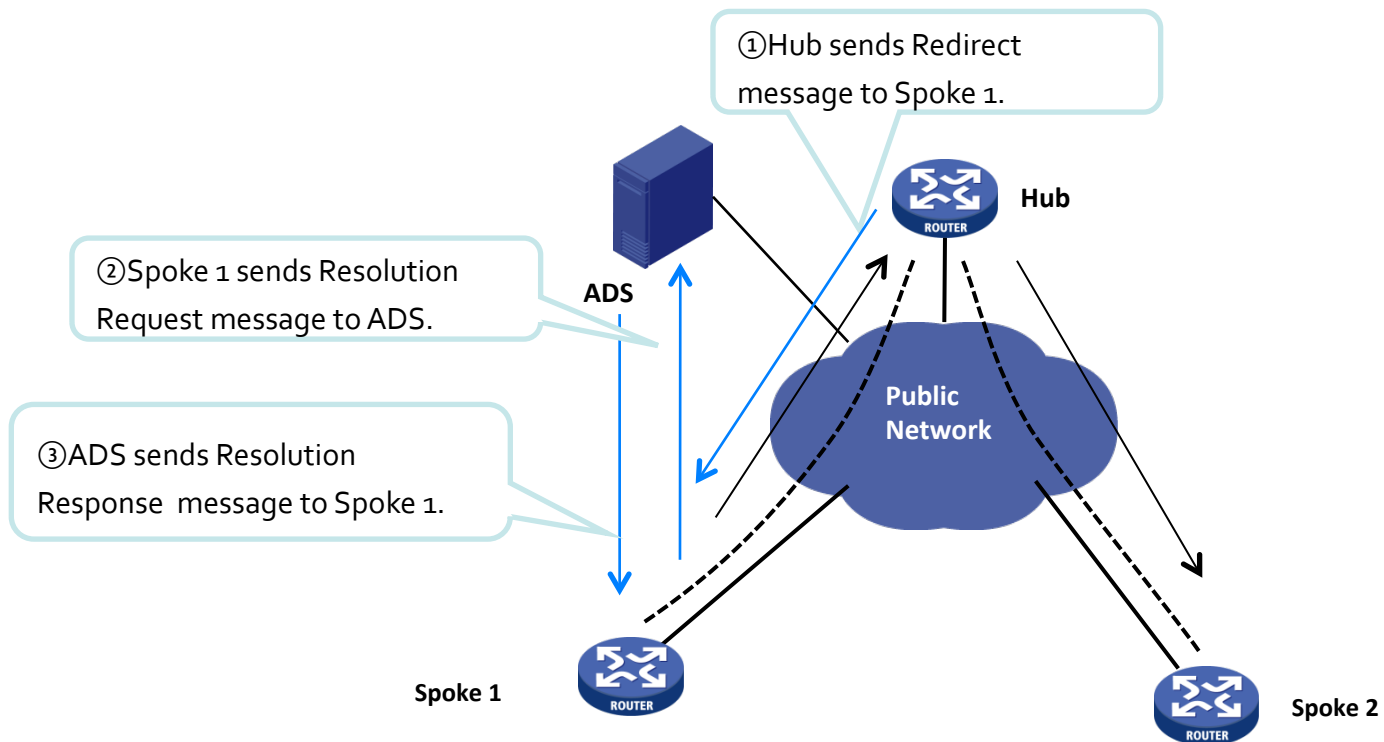 ①Hub sends Redirect
message to Spoke 1.
Hub
ROUTER
②Spoke 1 sends Resolution
Request message to ADS.
ADS
Public
Network
③ADS sends Resolution
Response  message to Spoke 1.
Spoke 1
ROUTER
Spoke 2
ROUTER